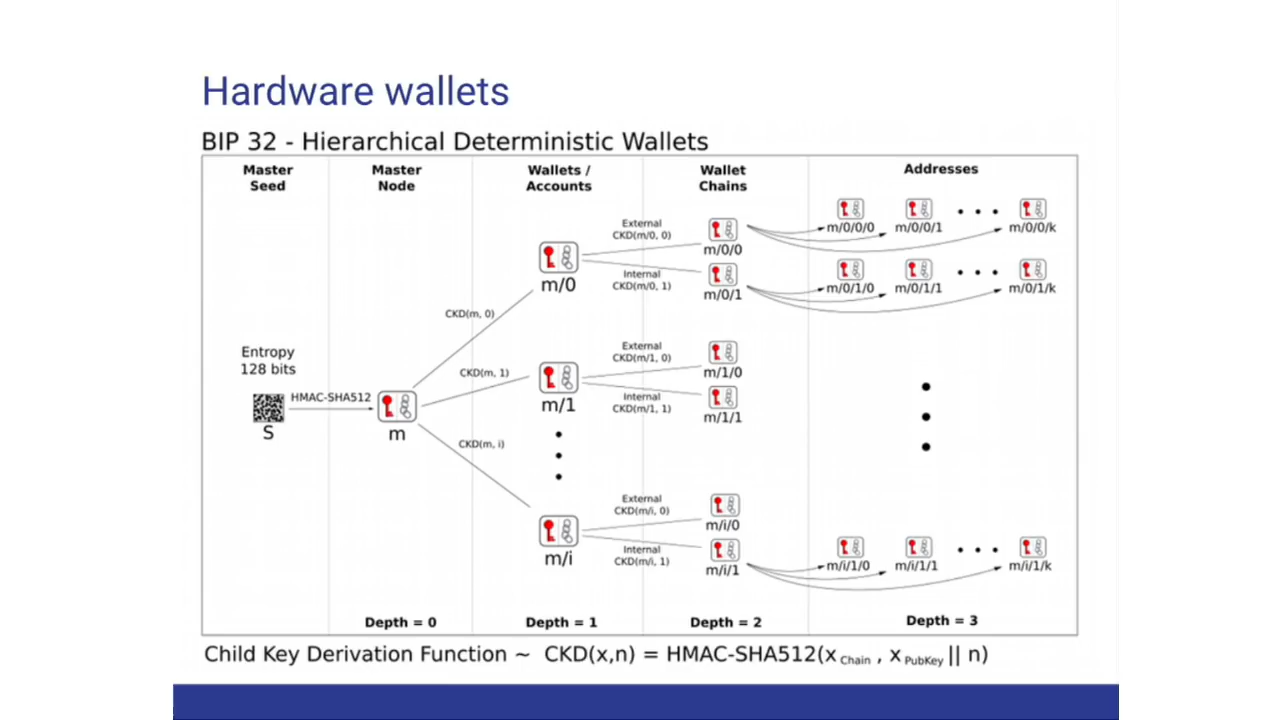 Hardware wallets
BIP 32 - Hierarchical Deterministic Wallets
Master
Seed
Master
Node
Wallets /
Accounts
Wallet
Chains
Addresses
Entropy
128 bits
S
HMAC-SHA512
m
CKD(m, 0)
CKD(m, 1)
CKD(m, i)
m/0
m/1
m/i
External
CKD(m/0, 0)
Internal
CKD(m/0, 1)
External
CKD(m/1, 0)
Internal
CKD(m/1, 1)
External
CKD(m/i, 0)
Internal
CKD(m/i, 1)
m/0/0
m/0/1
m/1/0
m/1/1
m/i/0
m/i/1
m/0/0/0 m/0/0/1 m/0/0/k
m/0/1/0 m/0/1/1 m/0/1/k
m/i/1/0 m/i/1/1 m/i/1/k
Depth = 0 Depth = 1 Depth = 2 Depth = 3
Child Key Derivation Function ~ CKD(x,n) = HMAC-SHA512(x Chain , x PubKey || n)